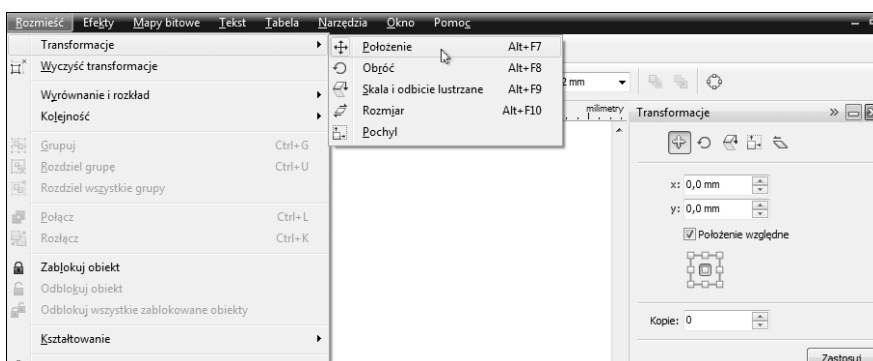 Rozmieść Efekty Mapy bitowe Tekst Tabela Narzędzia Okno Pomoc
Transformacje
Wyczyść transformacje
Wyrównanie i rozkład
Kolejność
Grupuj Ctrl+G
Rozdziel grupę Ctrl+U
Rozdziel wszystkie grupy
Połącz Ctrl+L
Rozłącz Ctrl+K
Zablokuj obiekt
Odblokuj obiekt
Odblokuj wszystkie zablokowane obiekty
Kształtowanie
Położenie Alt+F7
Obróć Alt+F8
Skala i odbicie lustrzane Alt+F9
Rozmiar Alt+F10
Pochyl
2 mm
milimetry
Transformacje
x: 0,0 mm
y: 0,0 mm
Położenie względne
Kopie: 0
Zastosuj